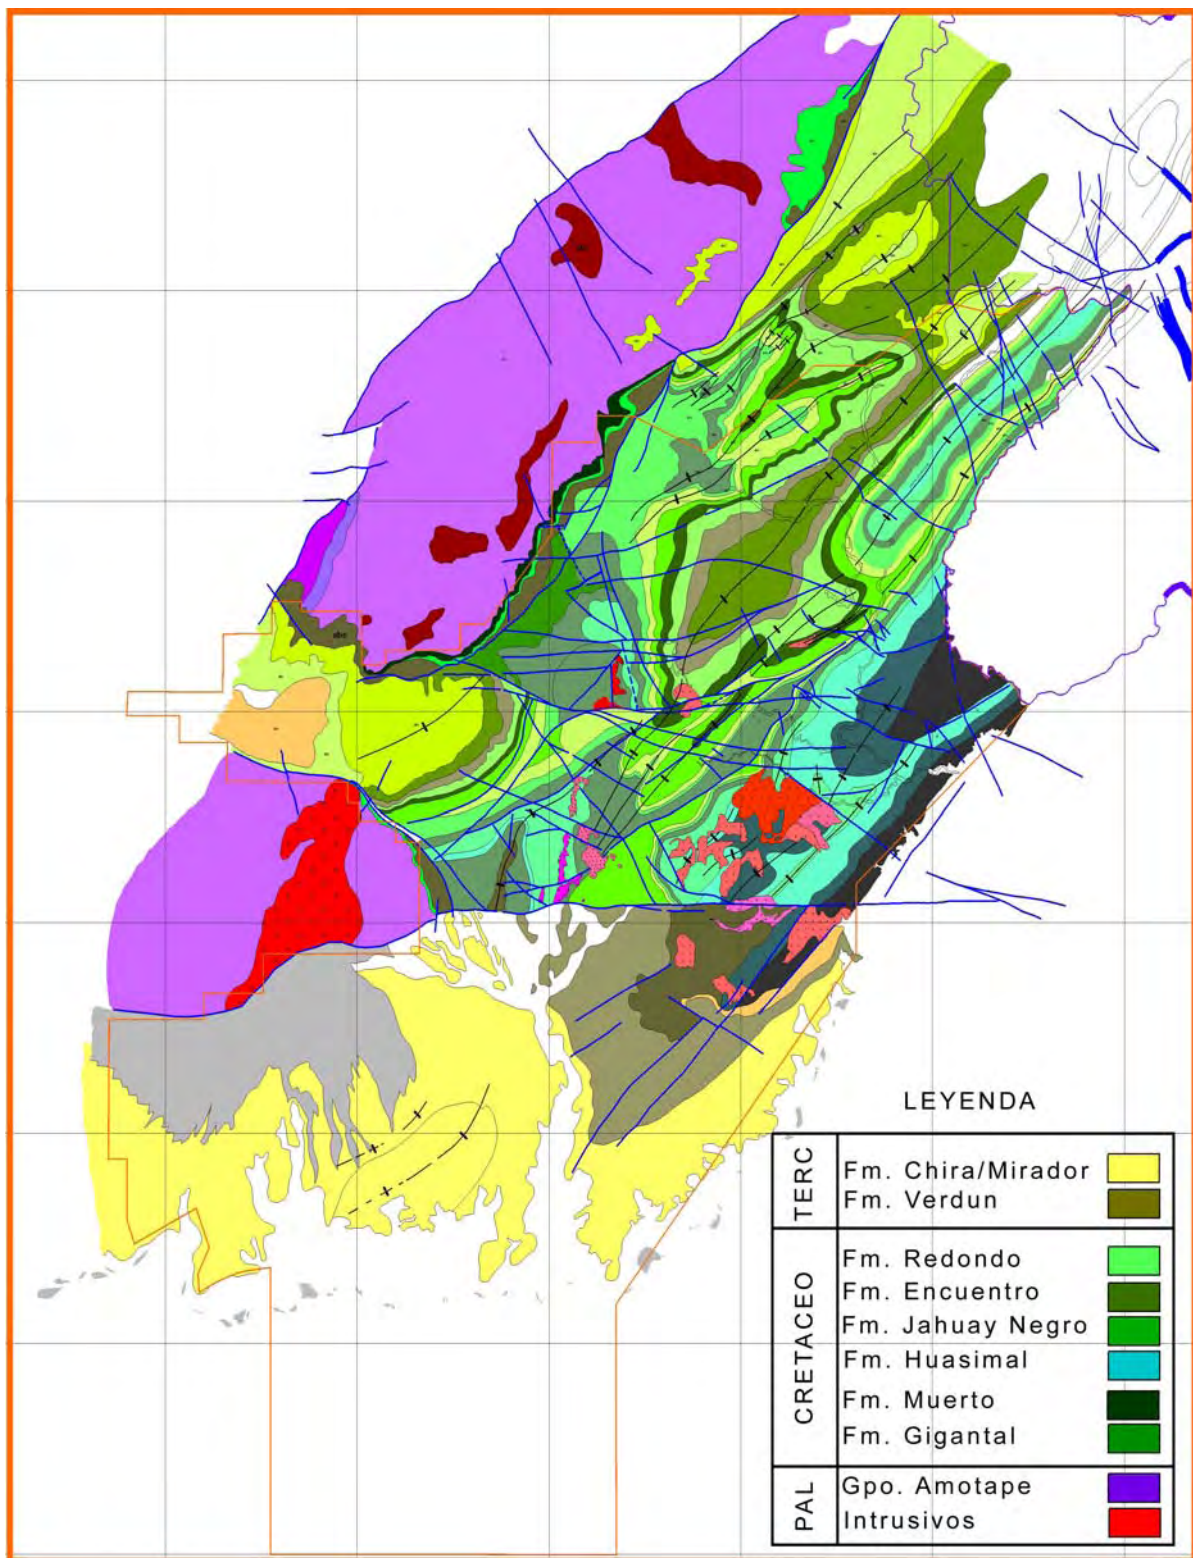 LEYENDA
TERC
Fm. Chira/Mirador
Fm. Verdun
CRETACEO
Fm. Redondo
Fm. Encuentro
Fm. Jahuay Negro
Fm. Huasimal
Fm. Muerto
Fm. Gigantal
PAL
Gpo. Amotape
Intrusivos